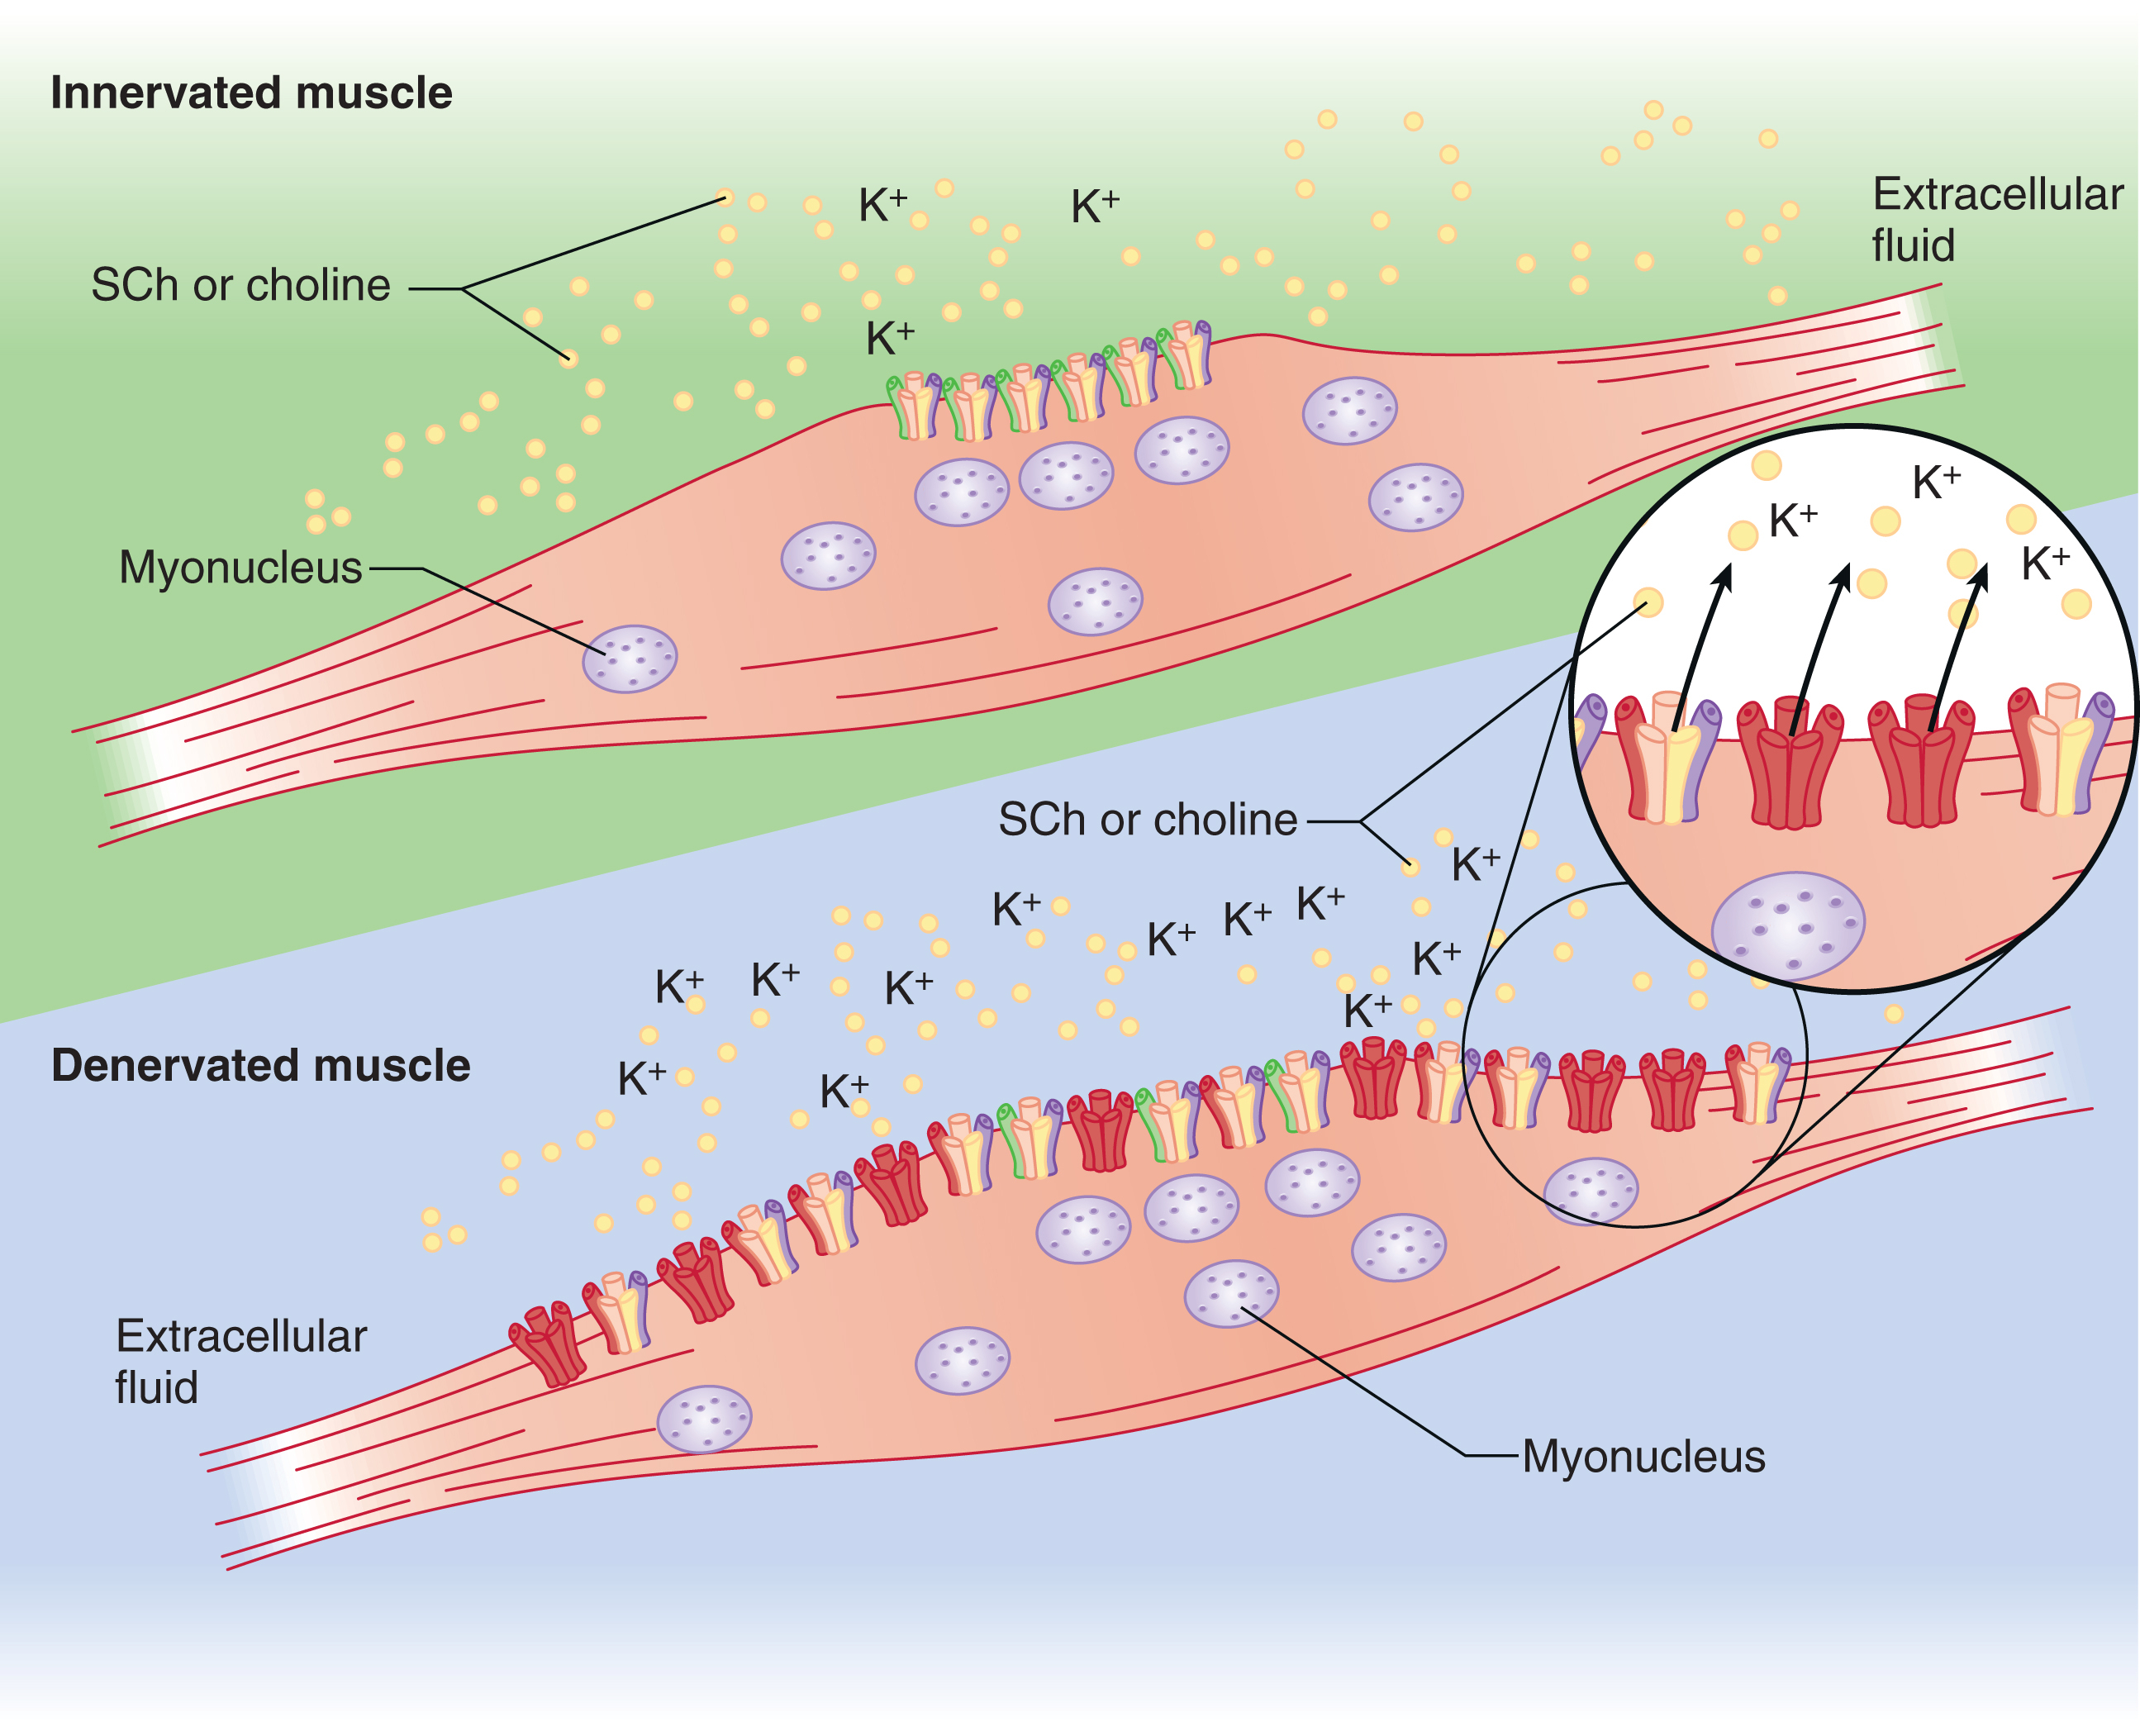 Innervated muscle
K⁺
K⁺
Extracellular
fluid
SCh or choline
K⁺
K⁺
K⁺
K⁺
Myonucleus
SCh or choline
K⁺
K⁺
K⁺
K⁺
K⁺
K⁺
K⁺
K⁺
K⁺
K⁺
Denervated muscle
K⁺
K⁺
Extracellular
fluid
Myonucleus